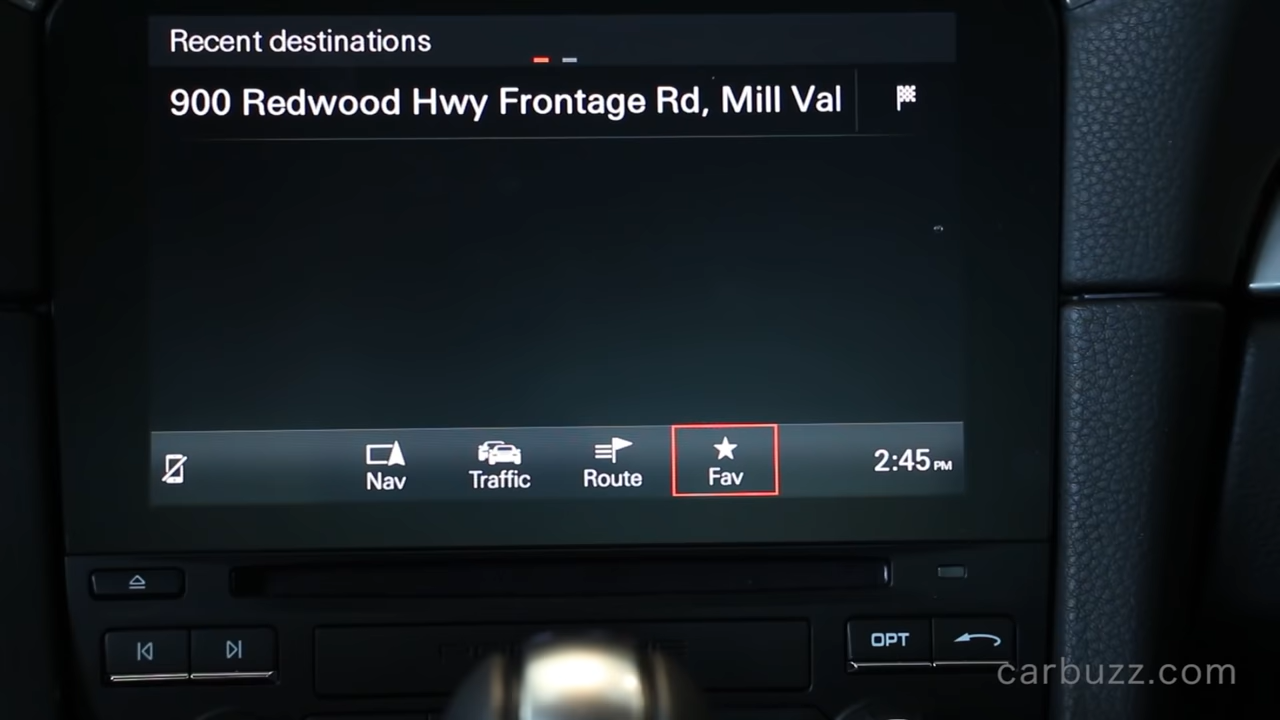 Recent destinations
900 Redwood Hwy Frontage Rd, Mill Val
Nav Traffic Route Fav 2:45 PM
OPT
carbuzz.com